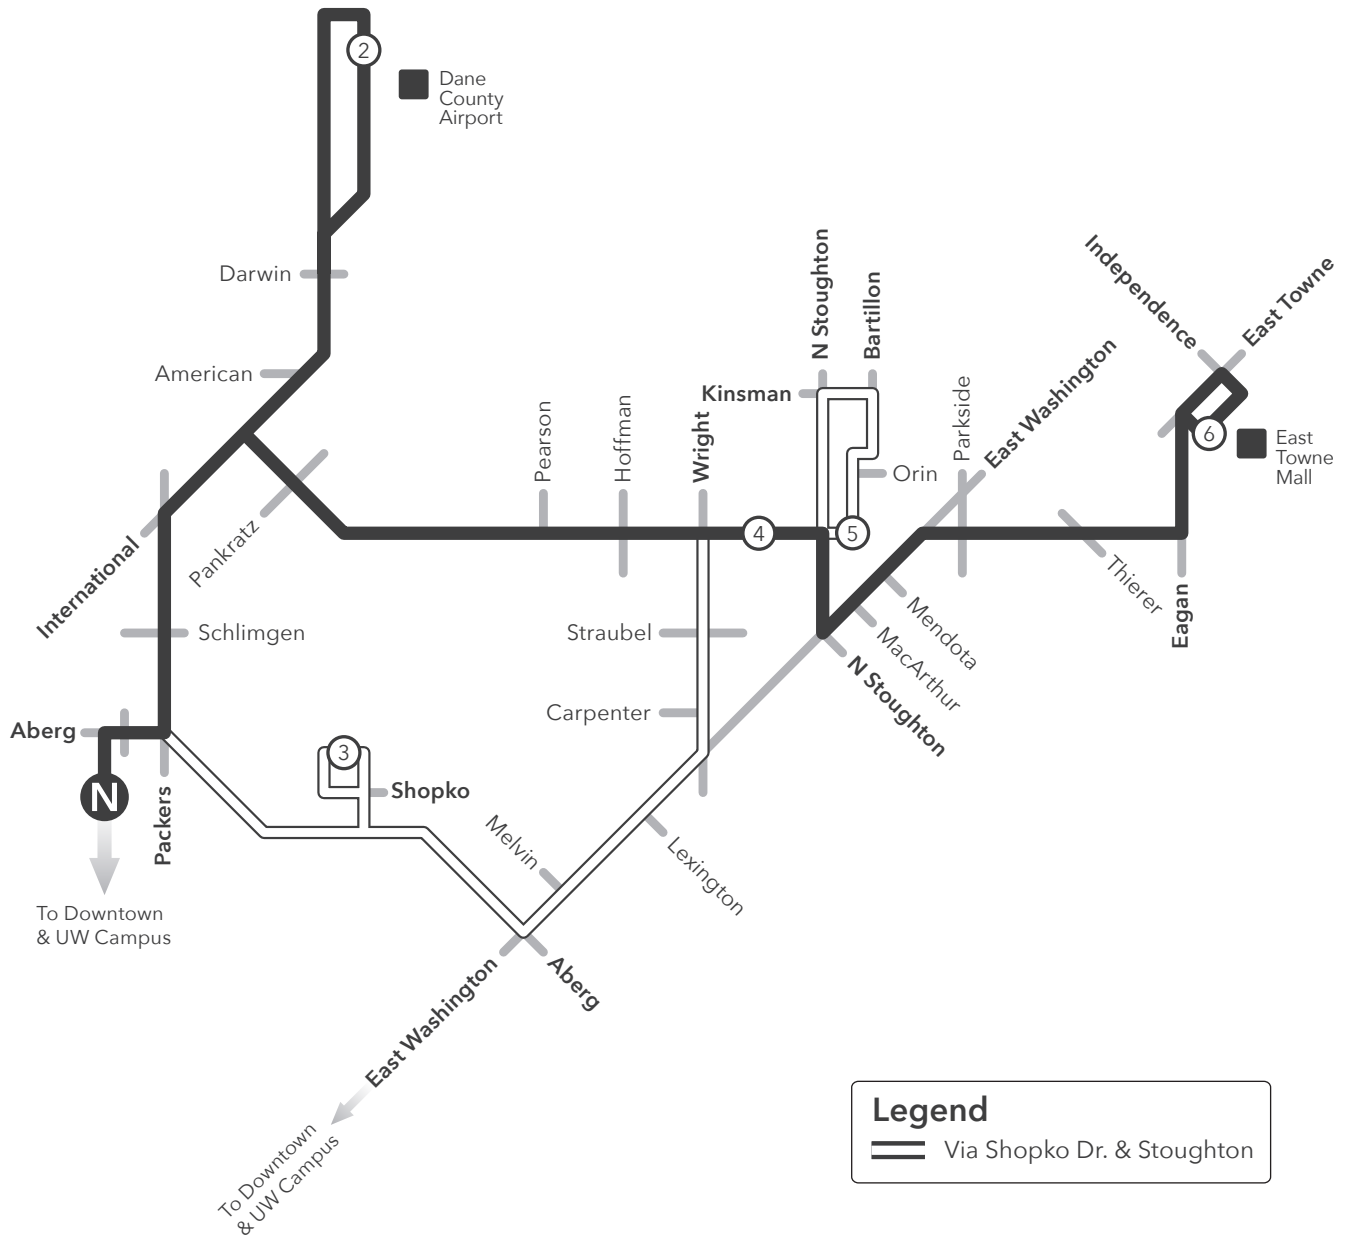 2
Dane
County
Airport
Darwin
American
N Stoughton
Bartillon
Independence
East Towne
Kinsman
Wright
Parkside
East Washington
Pearson
Hoffman
Orin
6
East
Towne
Mall
4
5
International
Pankratz
Thierer
Eagan
Mendota
MacArthur
N Stoughton
Schlimgen
Straubel
Carpenter
Aberg
N
Packers
3
Shopko
Melvin
Lexington
To Downtown
& UW Campus
East Washington
Aberg
To Downtown
& UW Campus
Legend
Via Shopko Dr. & Stoughton